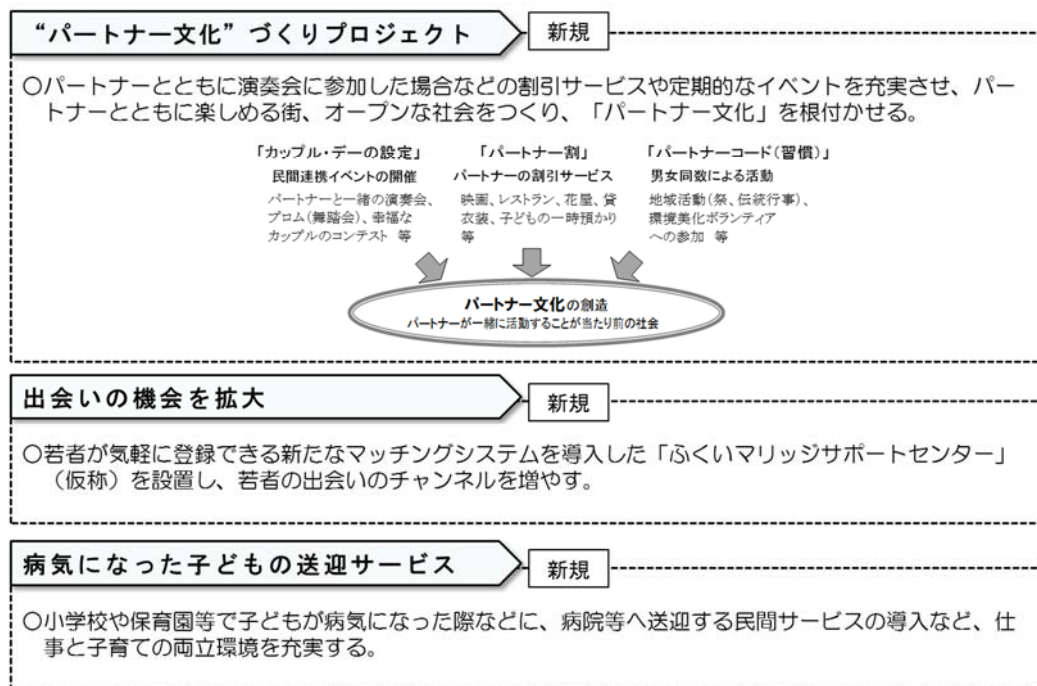 “パートナー文化”づくりプロジェクト
新規
〇パートナーとともに演奏会に参加した場合などの割引サービスや定期的なイベントを充実させ、パー
トナーとともに楽しめる街、オープンな社会をつくり、「パートナー文化」を根付かせる。
「カップル・デーの設定」
民間連携イベントの開催
パートナーと一緒の演奏会、
プロム(舞踏会)、幸福な
カップルのコンテスト 等
「パートナー割」
パートナーの割引サービス
映画、レストラン、花屋、貸
衣装、子どもの一時預かり
等
「パートナーコード(習慣)」
男女同数による活動
地域活動(祭、伝統行事)、
環境美化ボランティア
への参加 等
パートナー文化の創造
パートナーが一緒に活動することが当たり前の社会
出会いの機会を拡大
新規
〇若者が気軽に登録できる新たなマッチングシステムを導入した「ふくいマリッジサポートセンター」
（仮称）を設置し、若者の出会いのチャンネルを増やす。
病気になった子どもの送迎サービス
新規
〇小学校や保育園等で子どもが病気になった際などに、病院等へ送迎する民間サービスの導入など、仕
事と子育ての両立環境を充実する。